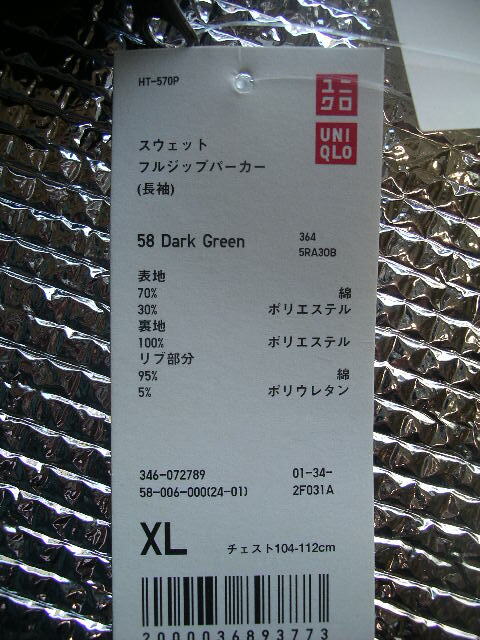 HT-570P
ユニ
クロ
UNI
QLO
スウェット
フルジップパーカー
(長袖)
58 Dark Green 364
5RA30B
表地
70% 綿
30% ポリエステル
裏地
100% ポリエステル
リブ部分
95% 綿
5% ポリウレタン
346-072789 01-34-
58-006-000(24-01) 2F031A
XL チェスト104-112cm
2000036893773